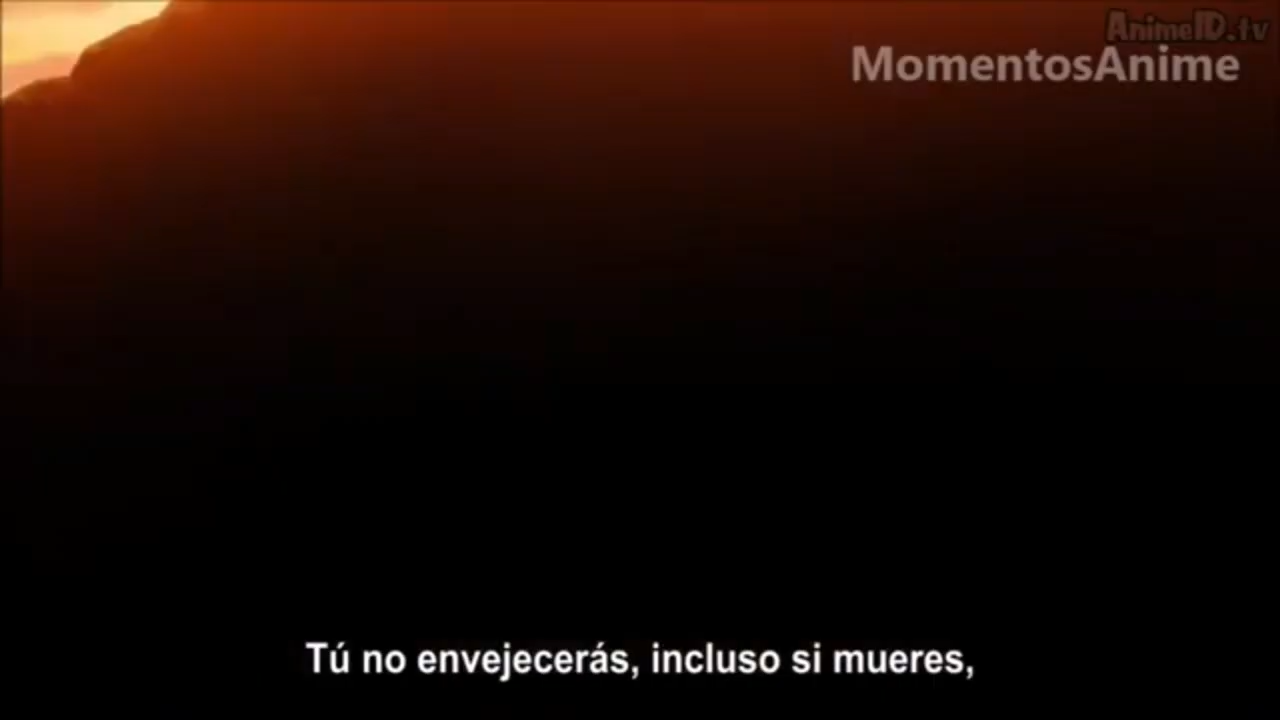 AnimeID.tv
MomentosAnime
Tú no envejecerás, incluso si mueres,